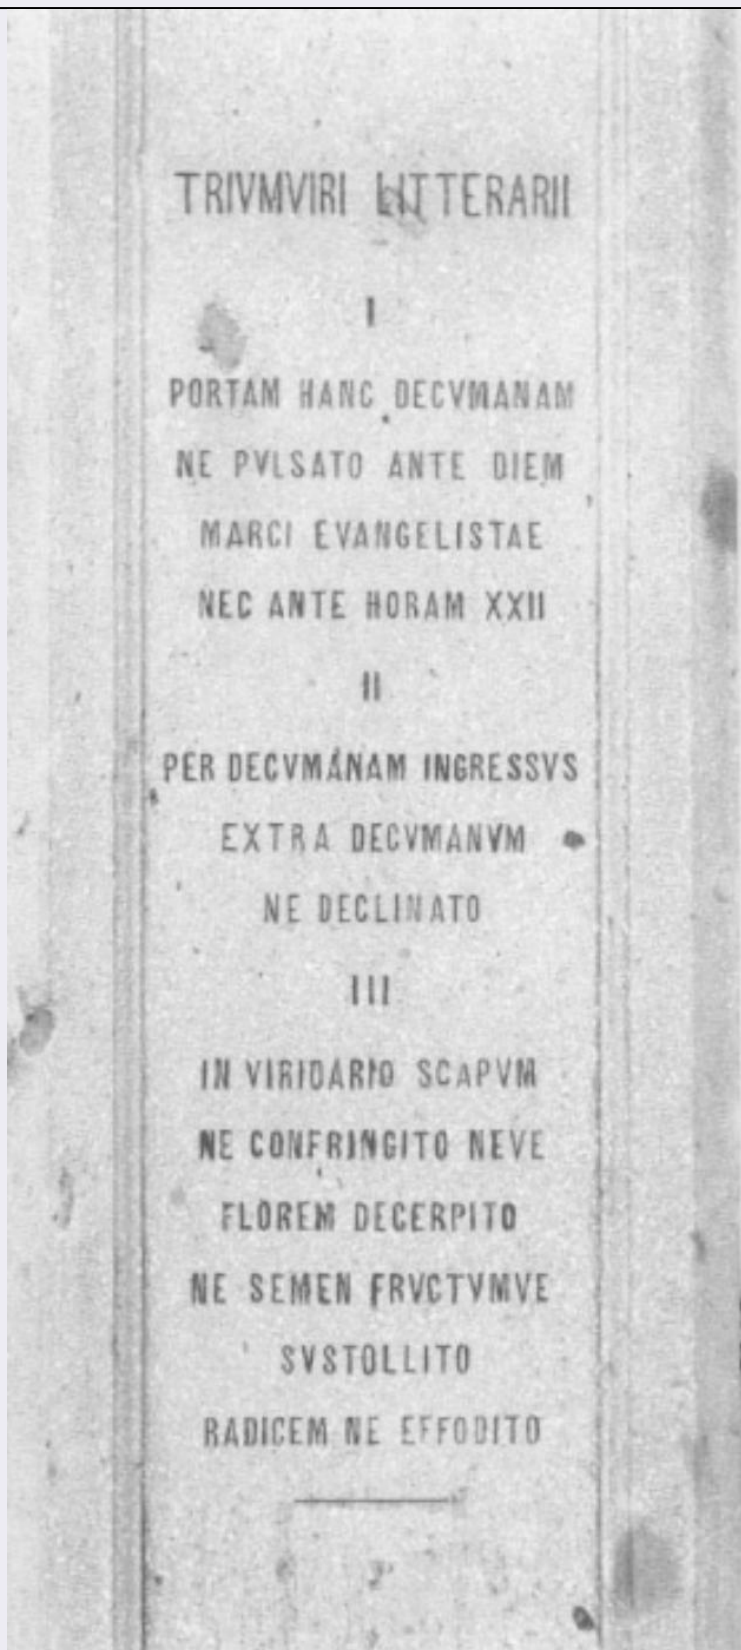 TRIVMVIRI LITTERARII
I
PORTAM HANC DECVMANAM
NE PVLSATO ANTE DIEM
MARCI EVANGELISTAE
NEC ANTE HORAM XXII
II
PER DECVMANAM INGRESSVS
EXTRA DECVMANVM
NE DECLINATO
III
IN VIRIDARIO SCAPVM
NE CONFRINGITO NEVE
FLOREM DECERPITO
NE SEMEN FRVCTVMVE
SVSTOLLITO
RADICEM NE EFFODITO